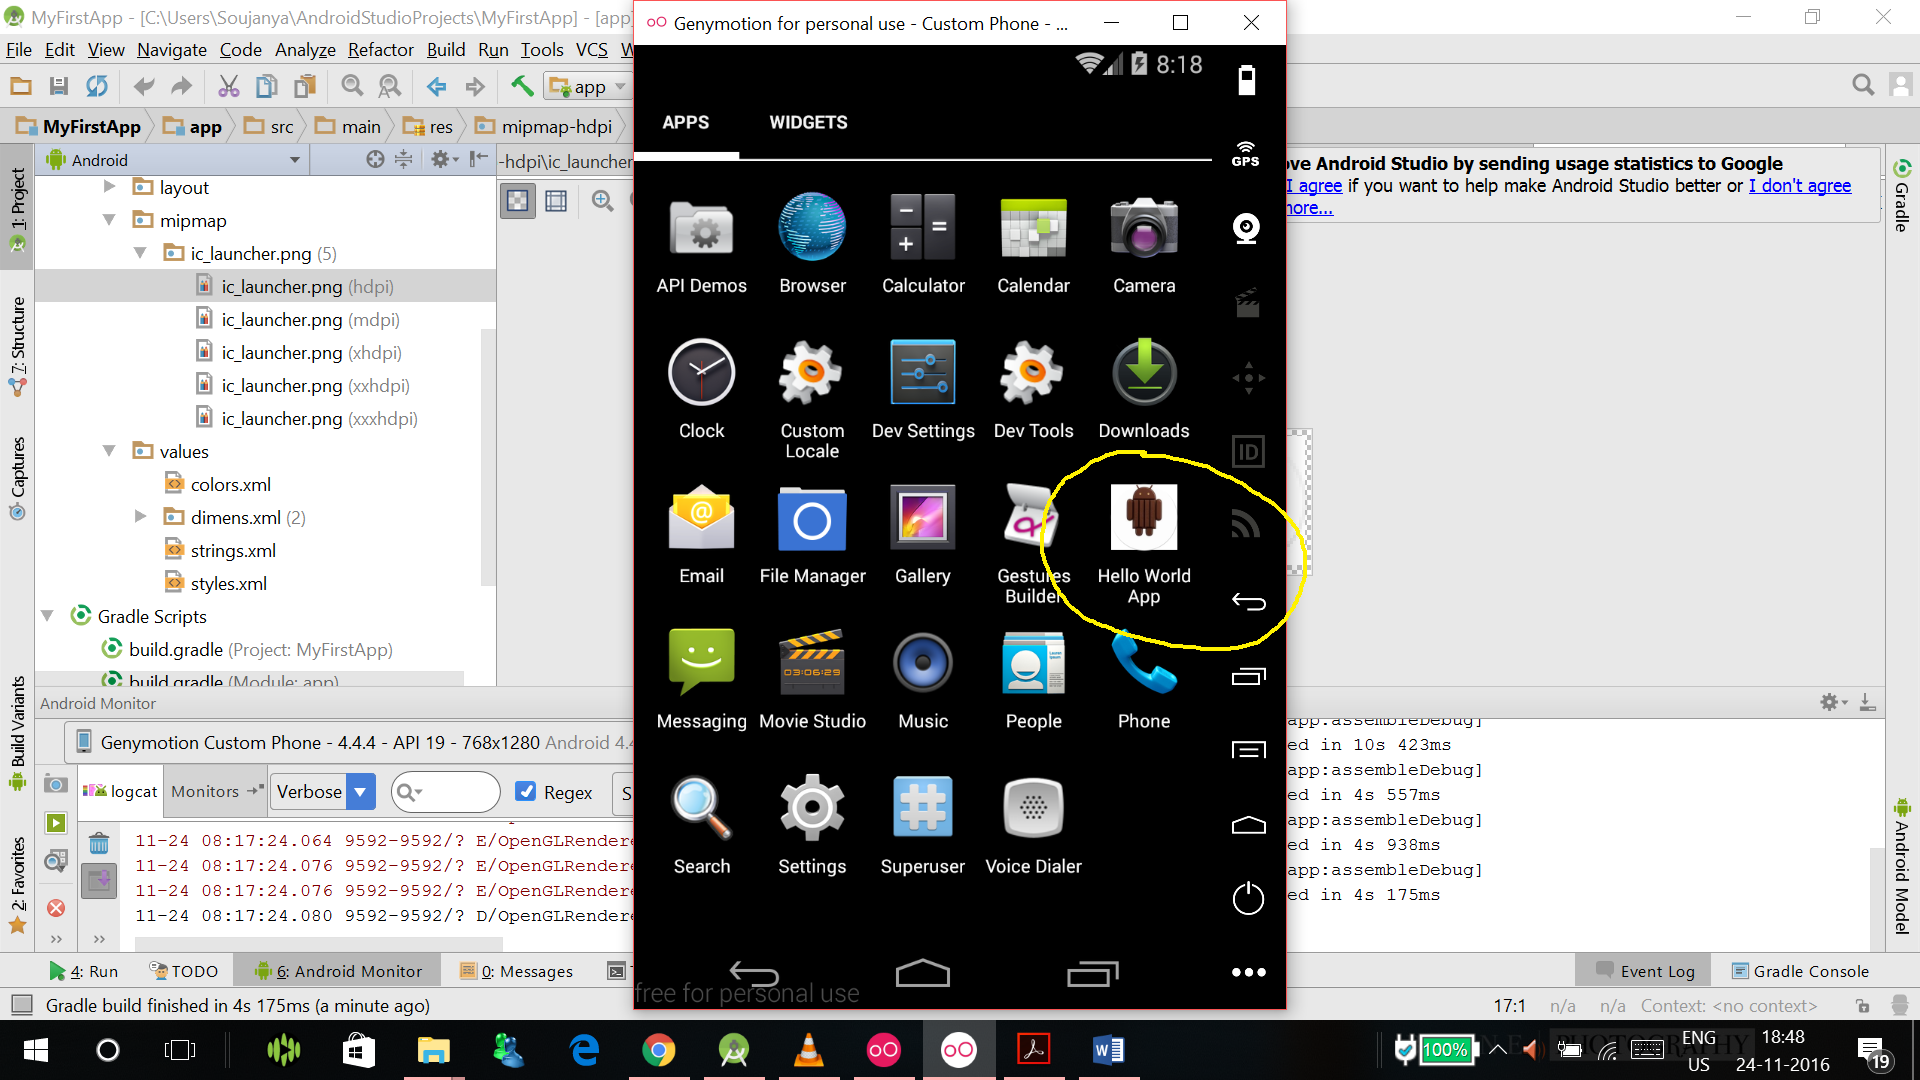 MyFirstApp - [C:\Users\Soujanya\AndroidStudioProjects\MyFirstApp] - [app]
File Edit View Navigate Code Analyze Refactor Build Run Tools VCS
app
MyFirstApp app src main res mipmap-hdpi
1: Project
7: Structure
Captures
Build Variants
2: Favorites
Android
-hdpi\ic_launcher
layout
mipmap
ic_launcher.png (5)
ic_launcher.png (hdpi)
ic_launcher.png (mdpi)
ic_launcher.png (xhdpi)
ic_launcher.png (xxhdpi)
ic_launcher.png (xxxhdpi)
values
colors.xml
dimens.xml (2)
strings.xml
styles.xml
Gradle Scripts
build.gradle (Project: MyFirstApp)
build.gradle (Module: app)
Genymotion for personal use - Custom Phone - ...
8:18
APPS WIDGETS
GPS
API Demos Browser Calculator Calendar Camera
Clock Custom Locale Dev Settings Dev Tools Downloads
ID
Email File Manager Gallery Gestures Builder Hello World App
Messaging Movie Studio 03:06:29 Music People Phone
Search Settings Superuser Voice Dialer
free for personal use
ve Android Studio by sending usage statistics to Google
I agree if you want to help make Android Studio better or I don't agree
more...
Gradle
Android Model
Android Monitor
Genymotion Custom Phone - 4.4.4 - API 19 - 768x1280 Android 4.4
logcat Monitors Verbose Regex S
11-24 08:17:24.064 9592-9592/? E/OpenGLRendere
11-24 08:17:24.076 9592-9592/? E/OpenGLRendere
11-24 08:17:24.076 9592-9592/? E/OpenGLRendere
11-24 08:17:24.080 9592-9592/? D/OpenGLRendere
app:assembleDebug]
ed in 10s 423ms
app:assembleDebug]
ed in 4s 557ms
app:assembleDebug]
ed in 4s 938ms
app:assembleDebug]
ed in 4s 175ms
4: Run TODO 6: Android Monitor 0: Messages Event Log Gradle Console
Gradle build finished in 4s 175ms (a minute ago) 17:1 n/a n/a Context: <no context>
100% ENG US 18:48 24-11-2016 19